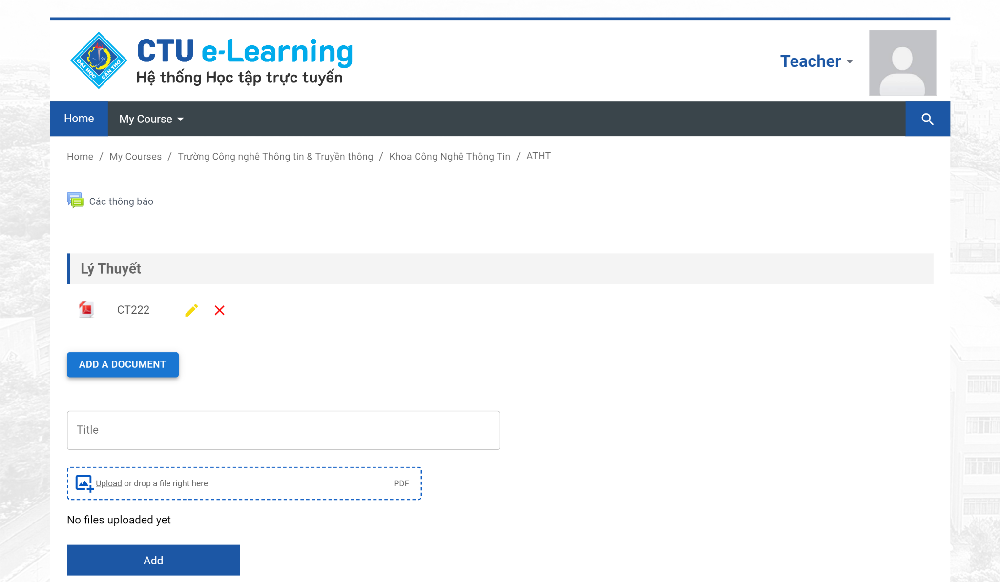 ĐẠI HỌC CẦN THƠ
CTU e-Learning
Hệ thống Học tập trực tuyến
Teacher
Home My Course
Home / My Courses / Trường Công nghệ Thông tin & Truyền thông / Khoa Công Nghệ Thông Tin / ATHT
Các thông báo
Lý Thuyết
CT222
ADD A DOCUMENT
Title
Upload or drop a file right here PDF
No files uploaded yet
Add